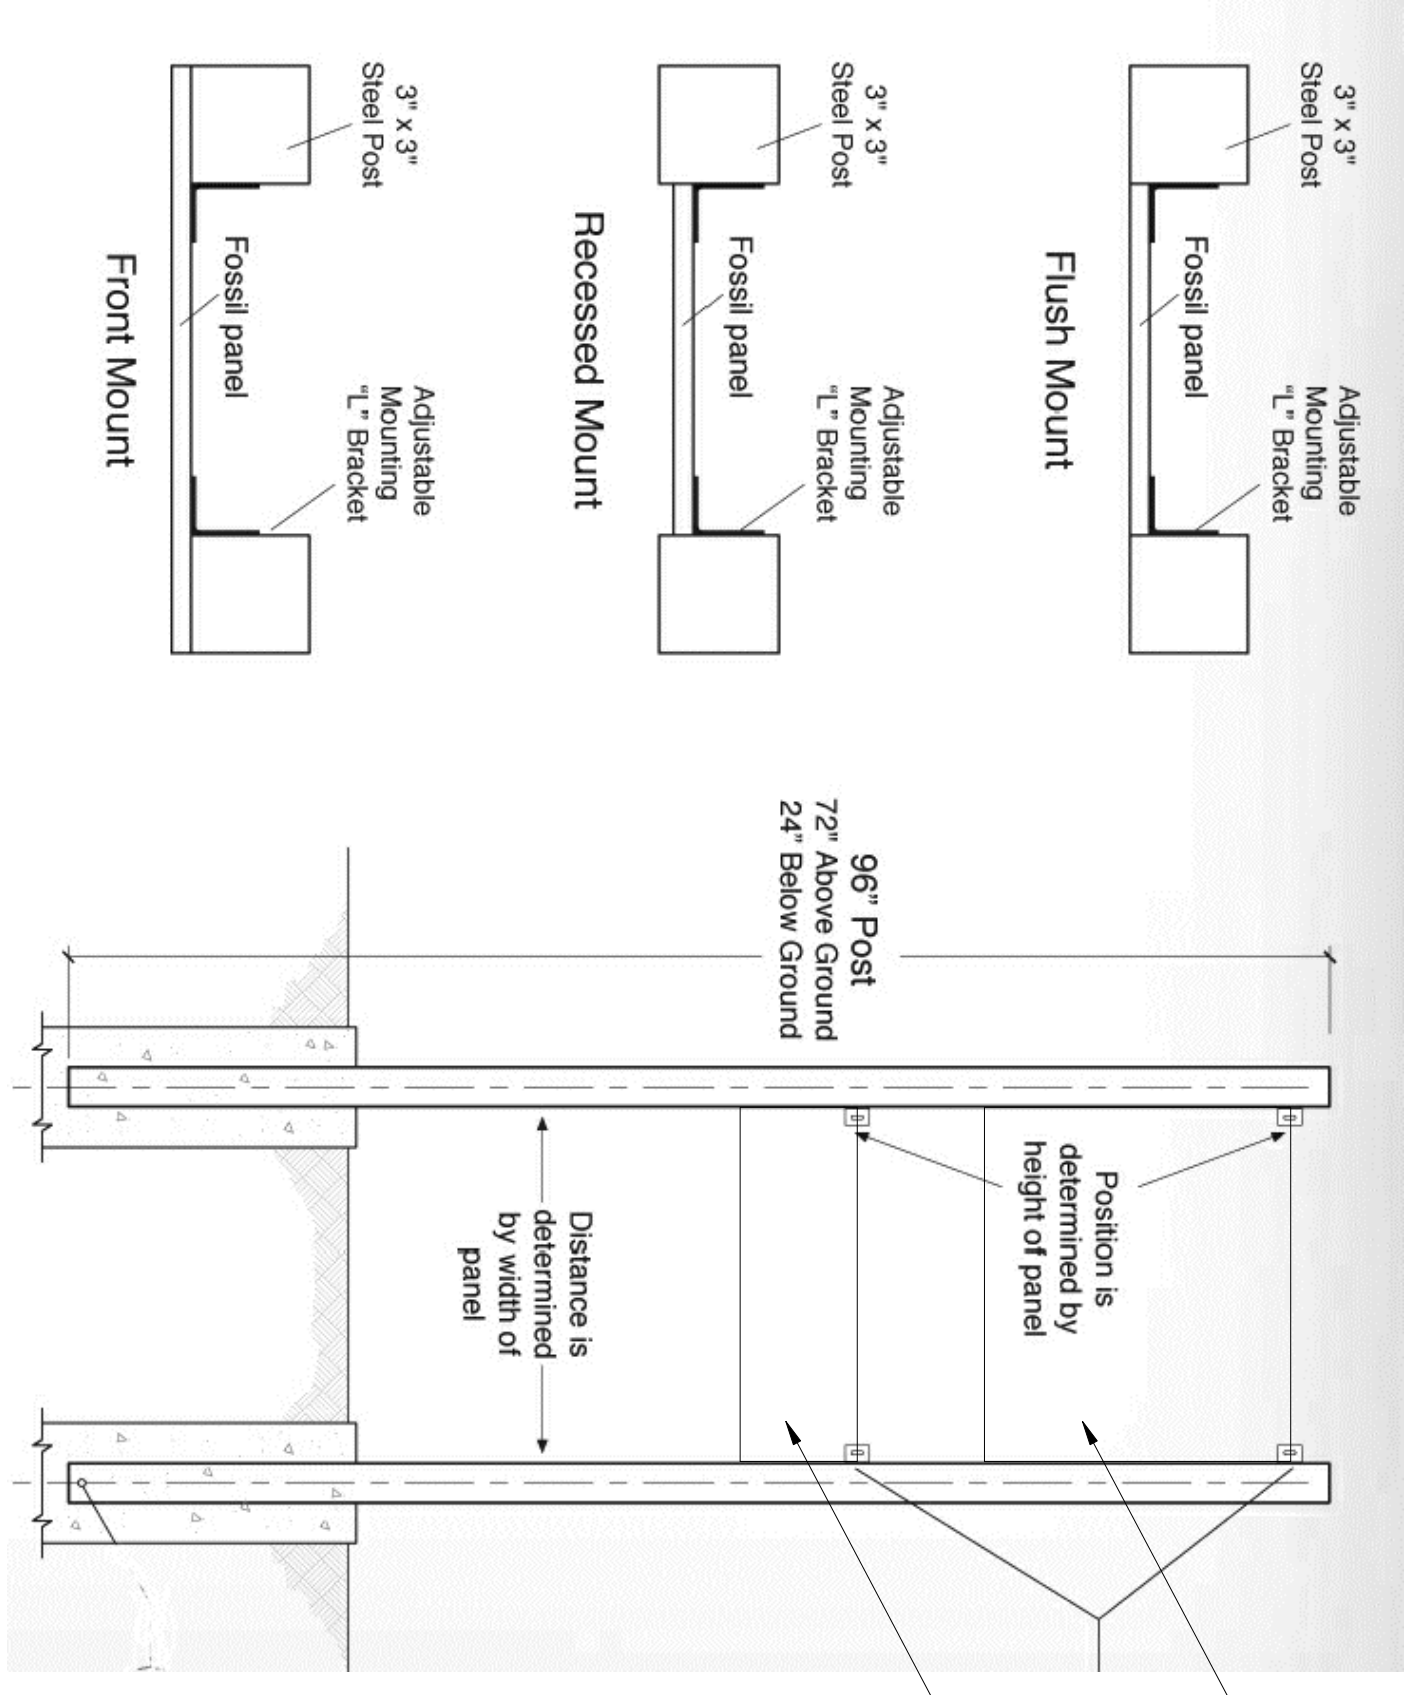 3" x 3"
Steel Post
Adjustable
Mounting
“L” Bracket
Fossil panel
Flush Mount
3" x 3"
Steel Post
Adjustable
Mounting
“L” Bracket
Fossil panel
Recessed Mount
3" x 3"
Steel Post
Adjustable
Mounting
“L” Bracket
Fossil panel
Front Mount
96” Post
72" Above Ground
24” Below Ground
Position is
determined by
height of panel
Distance is
determined
by width of
panel